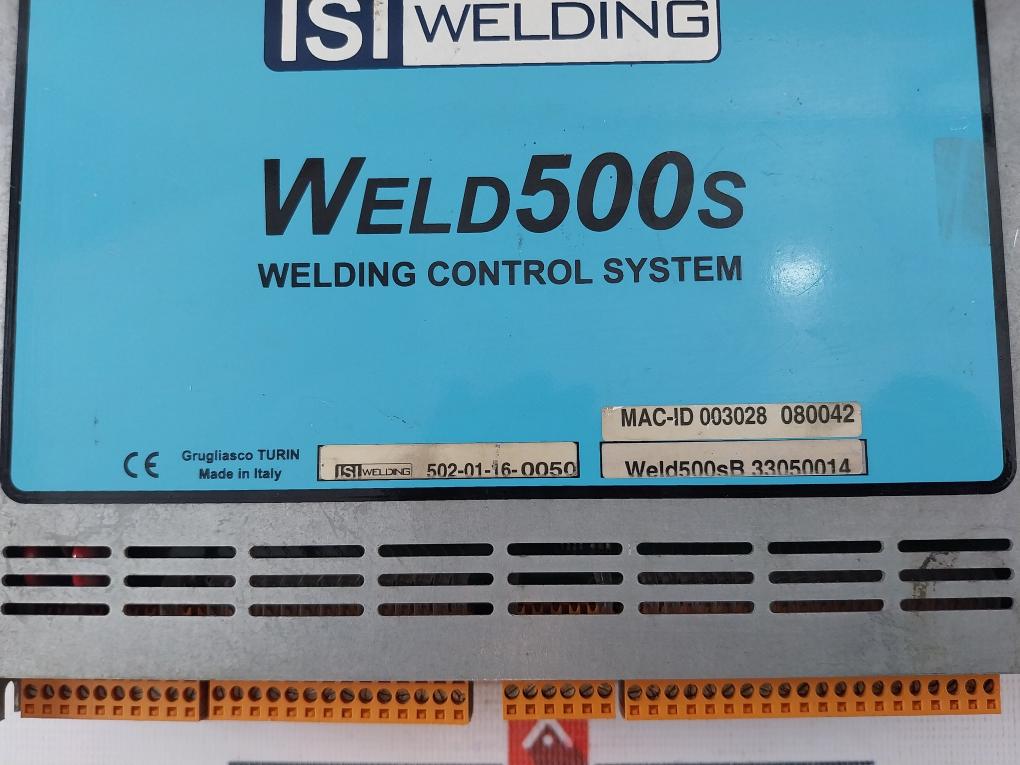 ISI WELDING
WELD500S
WELDING CONTROL SYSTEM
MAC-ID 003028 080042
CE
Grugliasco TURIN
Made in Italy
ISI WELDING 502-01-16-0050
Weld500sB 33050014